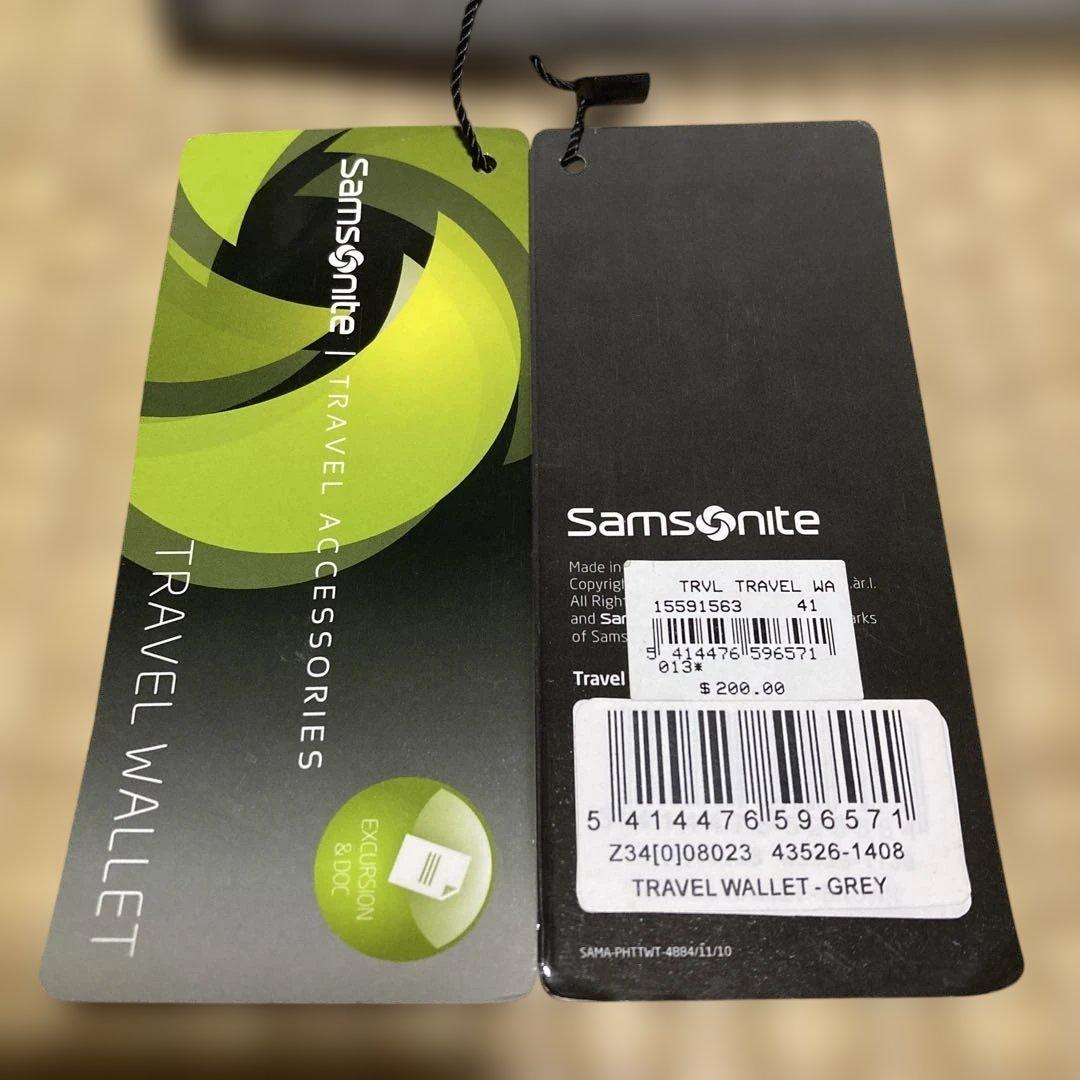 Samsonite | TRAVEL ACCESSORIES
TRAVEL WALLET
EXCURSION
& DOC
Samsonite
Made in
Copyrig .àr.l.
All Righ
and Sa
of Sams
Travel
TRVL TRAVEL WA
15591563 41
5 414476 596571
013*
$200.00
5 414476 596571
Z34[0]08023 43526-1408
TRAVEL WALLET - GREY
SAMA-PHTTWT-4884/11/10